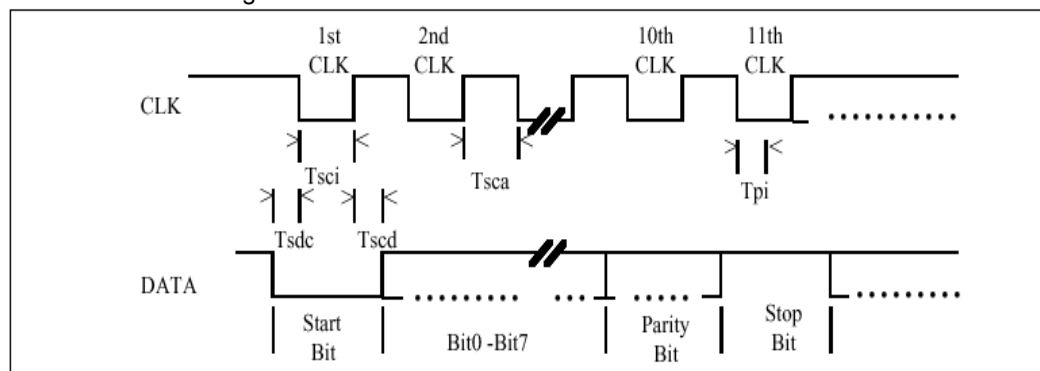 1st 2nd 10th 11th
CLK CLK CLK CLK
CLK
Tsci Tsca Tpi
Tsdc Tscd
DATA
Start Bit0 -Bit7 Parity Stop
Bit Bit Bit